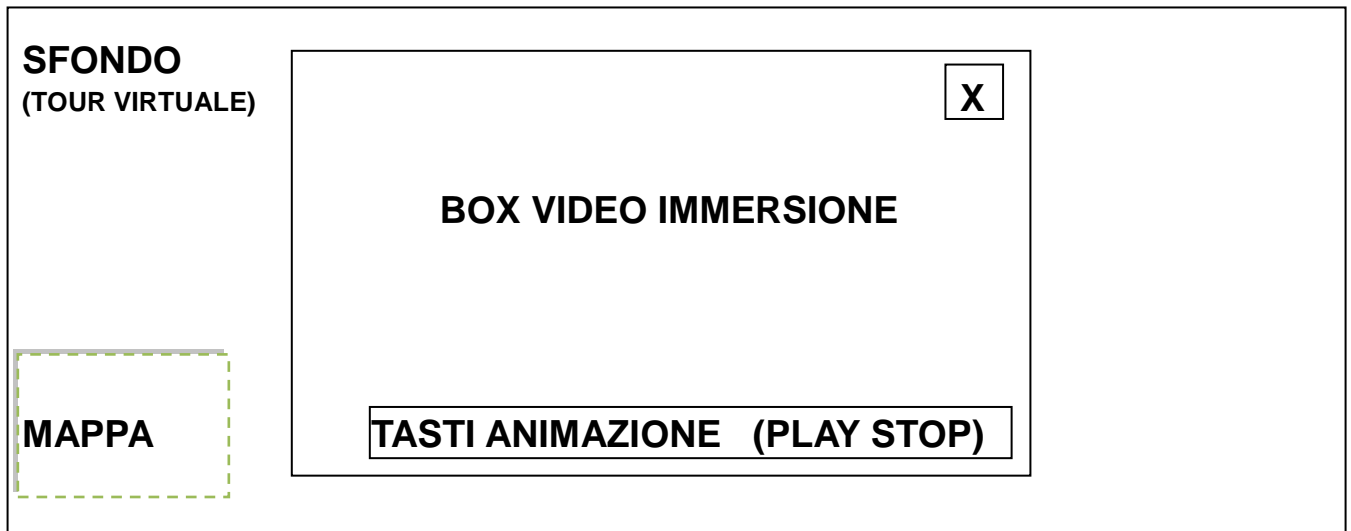 SFONDO
(TOUR VIRTUALE)
X
BOX VIDEO IMMERSIONE
MAPPA
TASTI ANIMAZIONE (PLAY STOP)